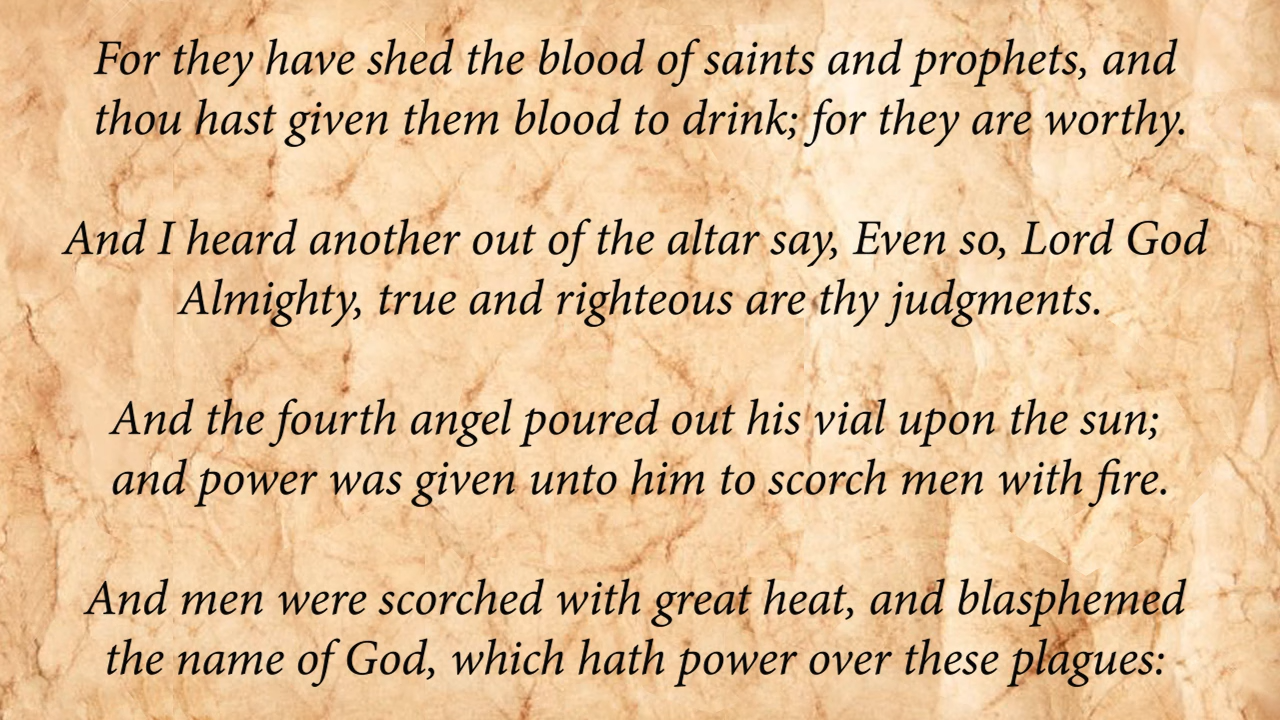 For they have shed the blood of saints and prophets, and
thou hast given them blood to drink; for they are worthy.
And I heard another out of the altar say, Even so, Lord God
Almighty, true and righteous are thy judgments.
And the fourth angel poured out his vial upon the sun;
and power was given unto him to scorch men with fire.
And men were scorched with great heat, and blasphemed
the name of God, which hath power over these plagues: